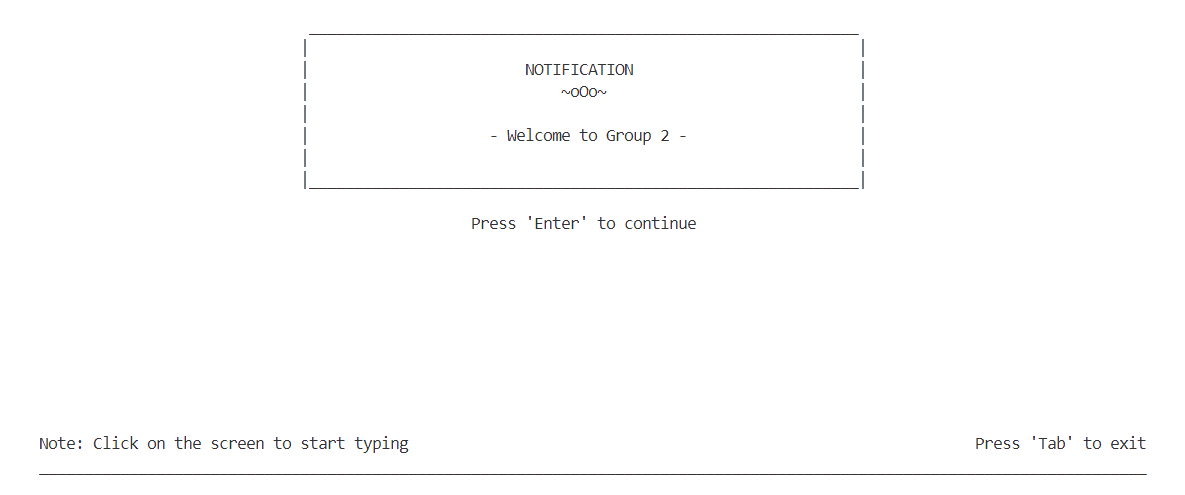 NOTIFICATION
~oOo~
- Welcome to Group 2 -
Press 'Enter' to continue
Note: Click on the screen to start typing
Press 'Tab' to exit